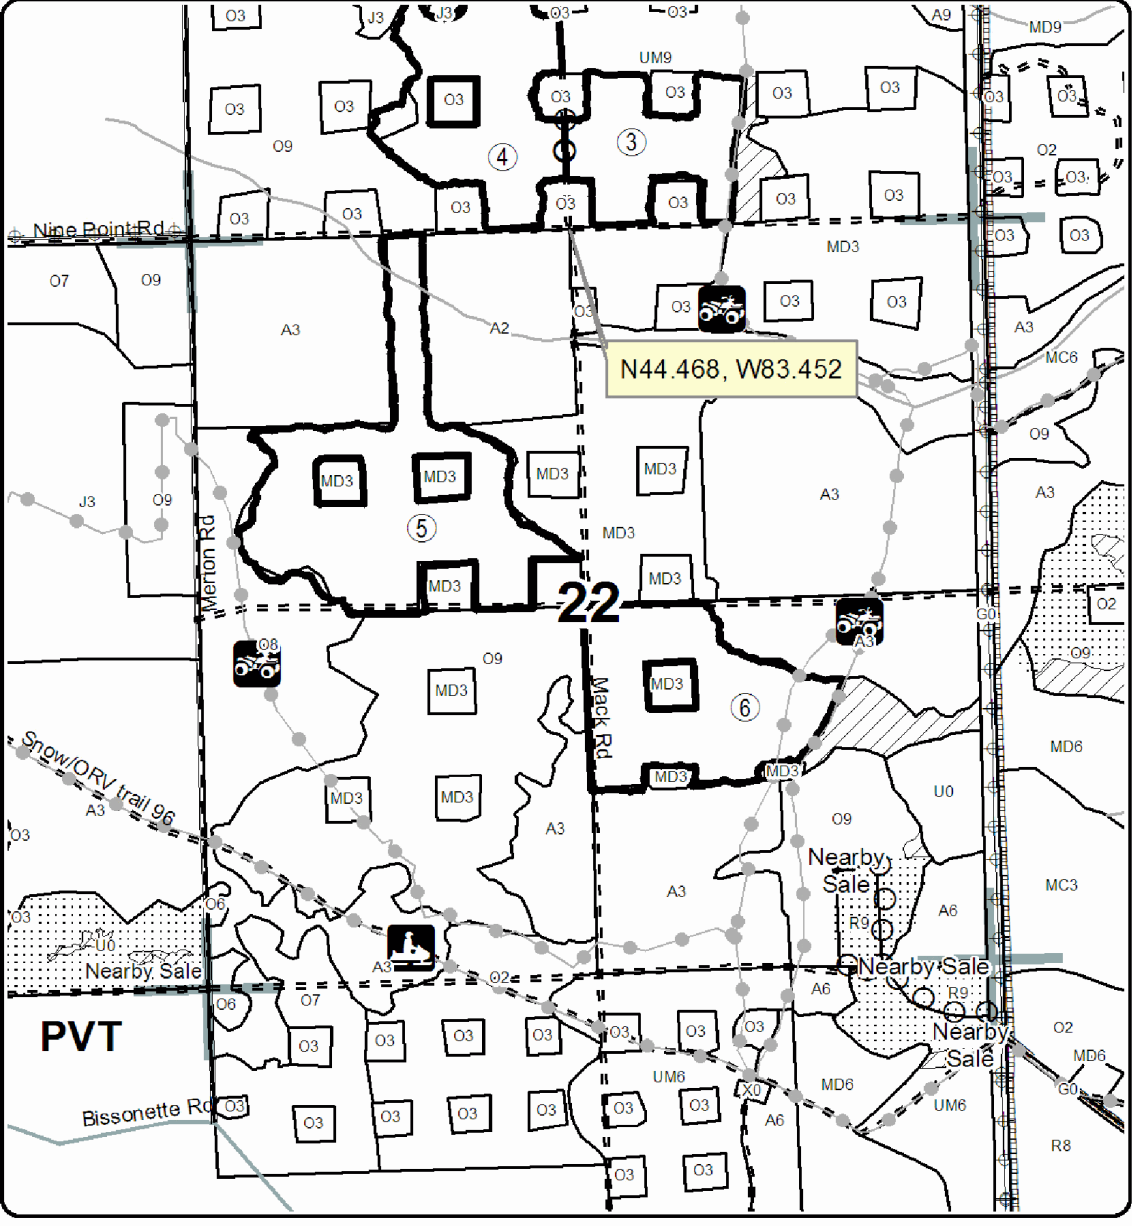 O3
J3
J3
O3
O3
A9
MD9
UM9
O3
O3
O3
O3
O3
O3
O3
O3
O3
O9
4
3
O2
O3
O3
O3
O3
O3
O3
O3
O3
O3
Nine Point Rd
O3
O3
MD3
O7
O9
A3
A2
O3
O3
O3
O3
A3
MC6
N44.468, W83.452
O9
J3
O9
MD3
MD3
MD3
MD3
A3
A3
5
MD3
Merion Rd
MD3
MD3
22
O2
G0
O8
A3
O9
O9
MD3
MD3
6
Mack Rd
Snow/ORV trail 96
MD3
MD3
MD6
U0
A3
MD3
MD3
O3
A3
O9
Nearby
Sale
A3
MC3
O3
O6
R9
A6
U0
Nearby Sale
A3
O2
Nearby Sale
O6
O7
A6
R9
PVT
O3
O3
O3
O3
O3
O3
O3
Nearby
Sale
O2
MD6
UM6
X0
MD6
G0
Bissonette Rd
O3
O3
O3
O3
O3
O3
O3
A6
UM6
R8
O3
O3